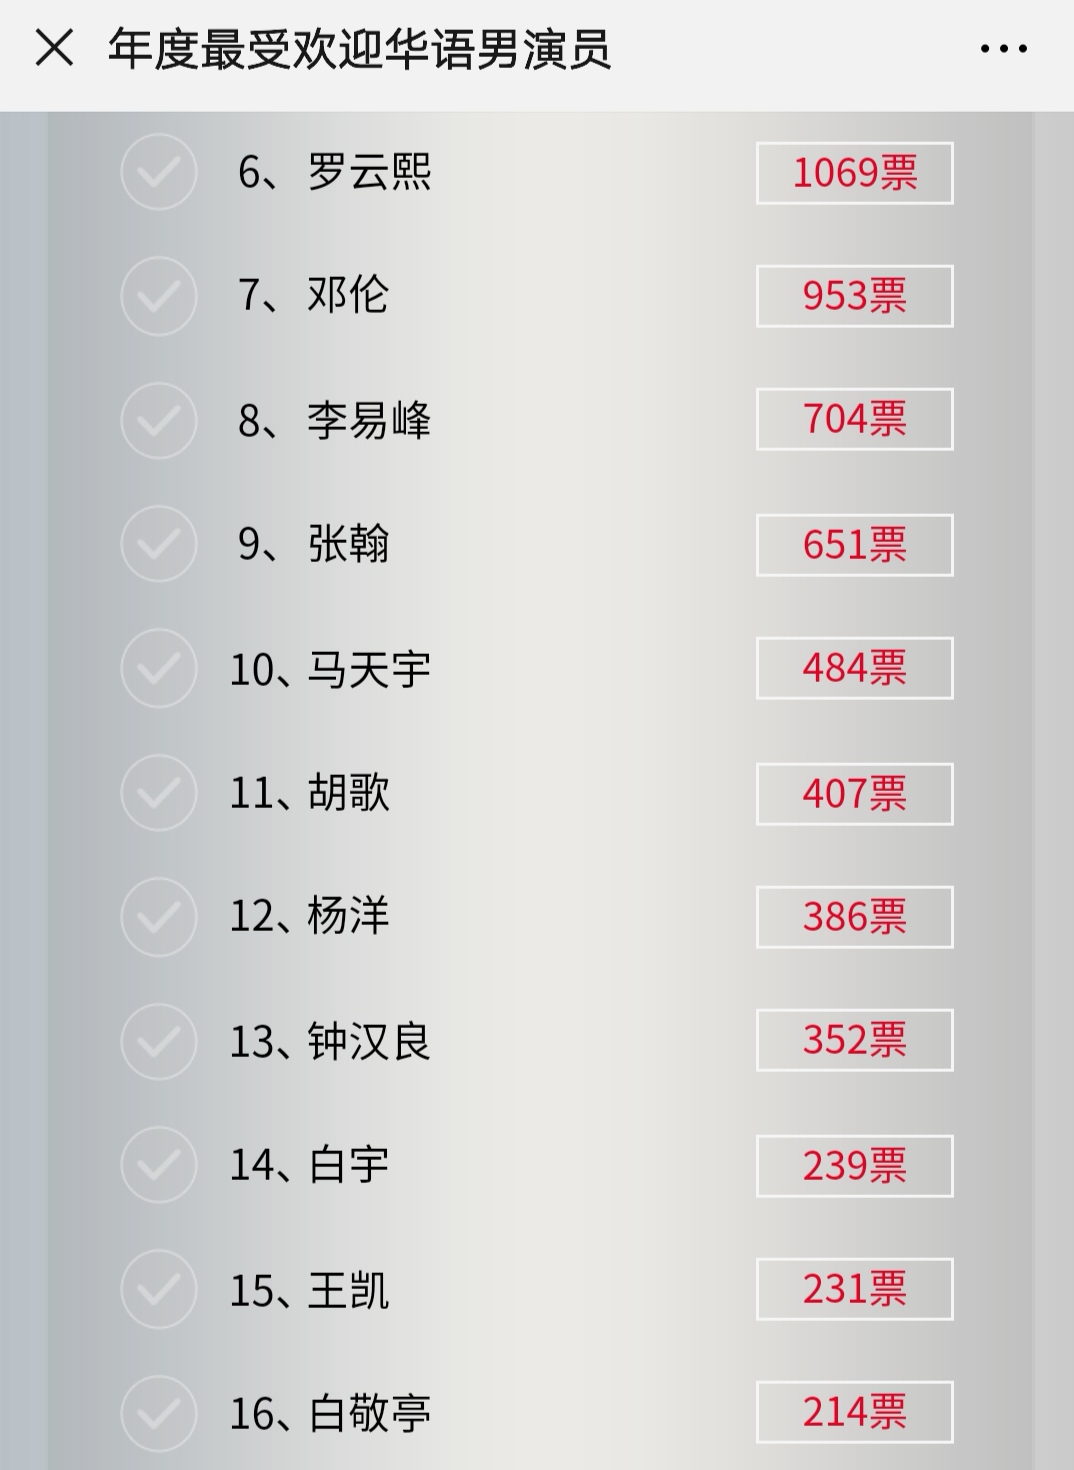 年度最受欢迎华语男演员
6、 罗云熙 1069票
7、 邓伦 953票
8、 李易峰 704票
9、 张翰 651票
10、 马天宇 484票
11、 胡歌 407票
12、 杨洋 386票
13、 钟汉良 352票
14、 白宇 239票
15、 王凯 231票
16、 白敬亭 214票